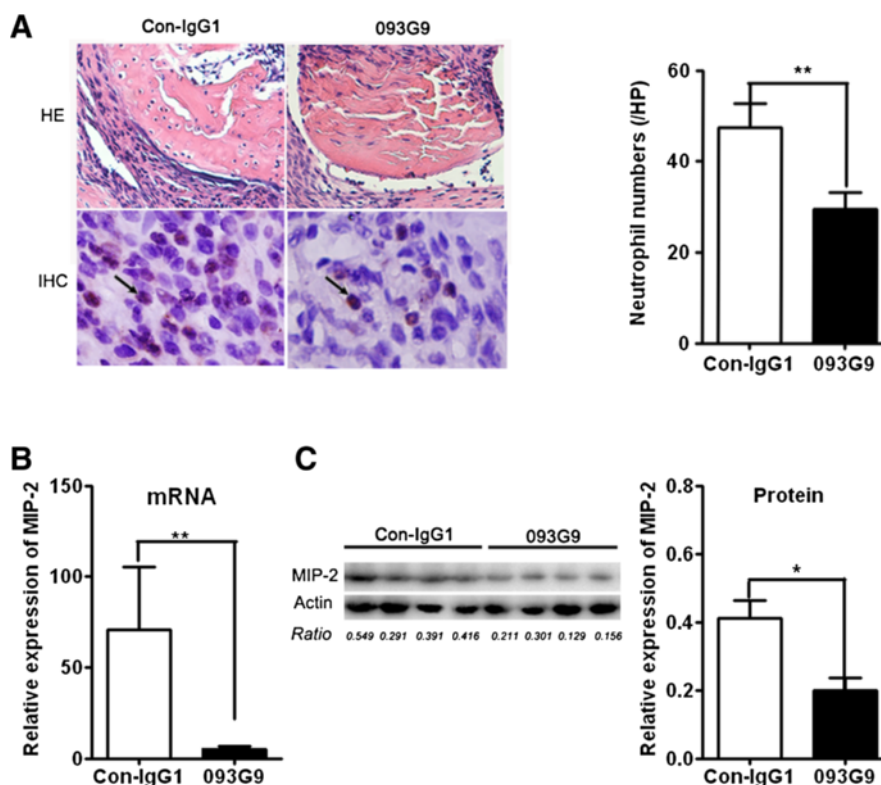 A
Con-IgG1
093G9
HE
IHC
Neutrophil numbers (/HP)
60
40
20
0
**
Con-IgG1
093G9
B
Relative expression of MIP-2
150
100
50
0
mRNA
**
Con-IgG1
093G9
C
Con-IgG1
093G9
MIP-2
Actin
Ratio
0.549 0.291 0.391 0.416 0.211 0.301 0.129 0.156
Relative expression of MIP-2
0.8
0.6
0.4
0.2
0.0
Protein
*
Con-IgG1
093G9